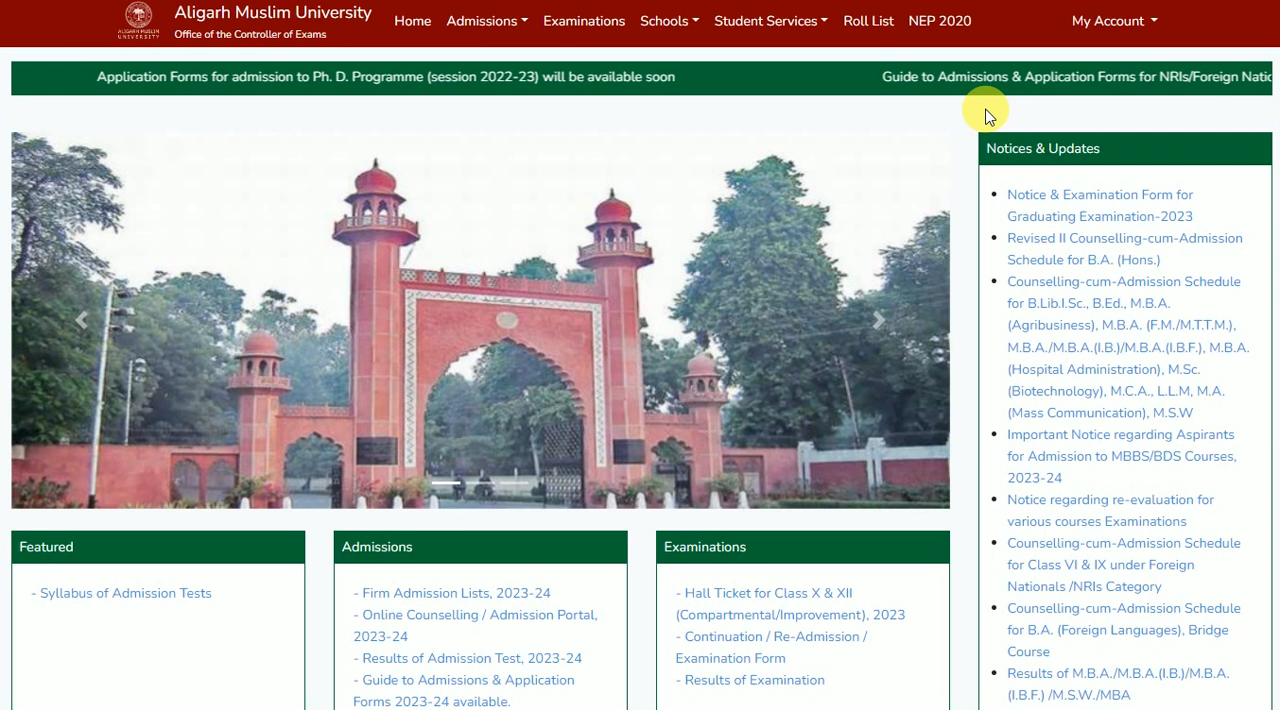 ALIGARH MUSLIM
UNIVERSITY
Aligarh Muslim University
Office of the Controller of Exams
Home Admissions Examinations Schools Student Services Roll List NEP 2020 My Account
Application Forms for admission to Ph. D. Programme (session 2022-23) will be available soon
Guide to Admissions & Application Forms for NRIs/Foreign Natio
Notices & Updates
Notice & Examination Form for
Graduating Examination-2023
Revised II Counselling-cum-Admission
Schedule for B.A. (Hons.)
Counselling-cum-Admission Schedule
for B.Lib.I.Sc., B.Ed., M.B.A.
(Agribusiness), M.B.A. (F.M./M.T.T.M.),
M.B.A./M.B.A.(I.B.)/M.B.A.(I.B.F.), M.B.A.
(Hospital Administration), M.Sc.
(Biotechnology), M.C.A., L.L.M, M.A.
(Mass Communication), M.S.W
Important Notice regarding Aspirants
for Admission to MBBS/BDS Courses,
2023-24
Notice regarding re-evaluation for
various courses Examinations
Counselling-cum-Admission Schedule
for Class VI & IX under Foreign
Nationals /NRIs Category
Counselling-cum-Admission Schedule
for B.A. (Foreign Languages), Bridge
Course
Results of M.B.A./M.B.A.(I.B.)/M.B.A.
(I.B.F.) /M.S.W./MBA
Featured
- Syllabus of Admission Tests
Admissions
- Firm Admission Lists, 2023-24
- Online Counselling / Admission Portal,
2023-24
- Results of Admission Test, 2023-24
- Guide to Admissions & Application
Forms 2023-24 available.
Examinations
- Hall Ticket for Class X & XII
(Compartmental/Improvement), 2023
- Continuation / Re-Admission /
Examination Form
- Results of Examination